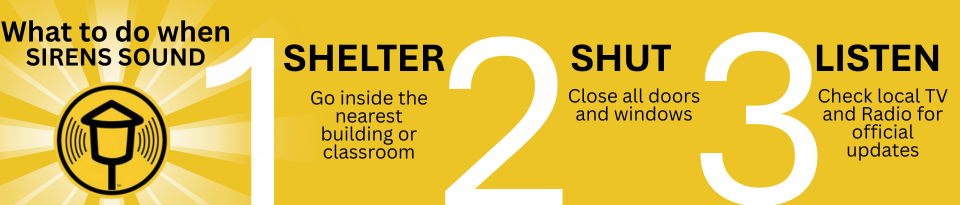 What to do when
SIRENS SOUND
1
SHELTER
Go inside the
nearest
building or
classroom
2
SHUT
Close all doors
and windows
3
LISTEN
Check local TV
and Radio for
official
updates